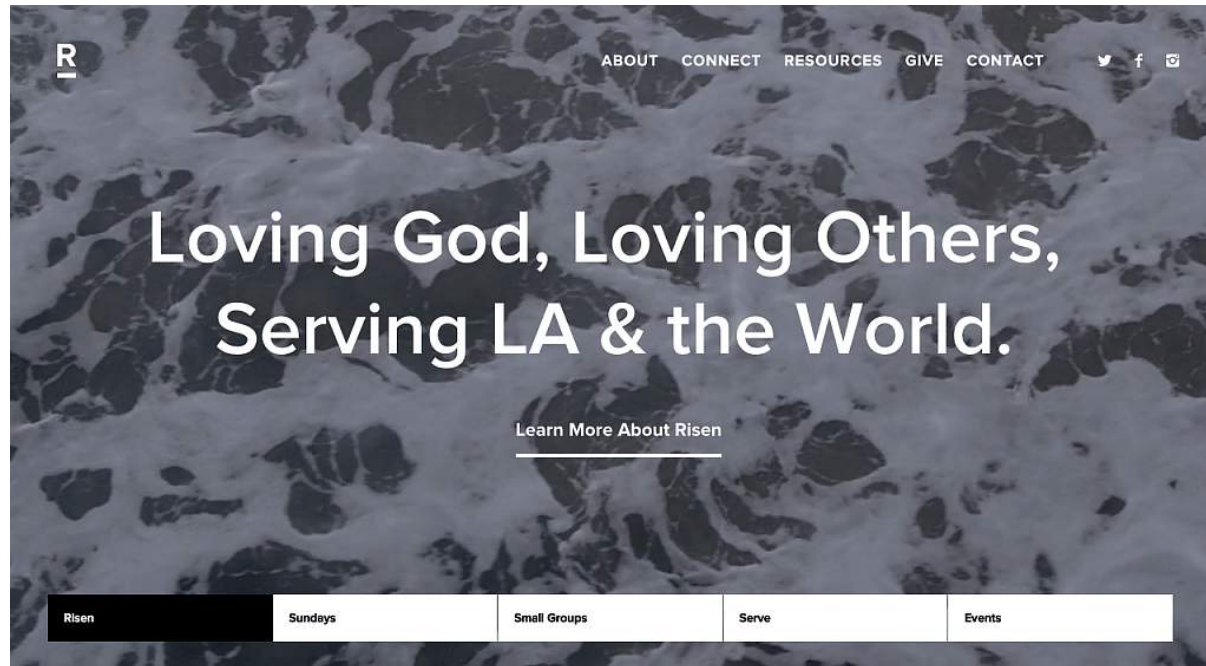 R
ABOUT CONNECT RESOURCES GIVE CONTACT
Loving God, Loving Others,
Serving LA & the World.
Learn More About Risen
Risen Sundays Small Groups Serve Events